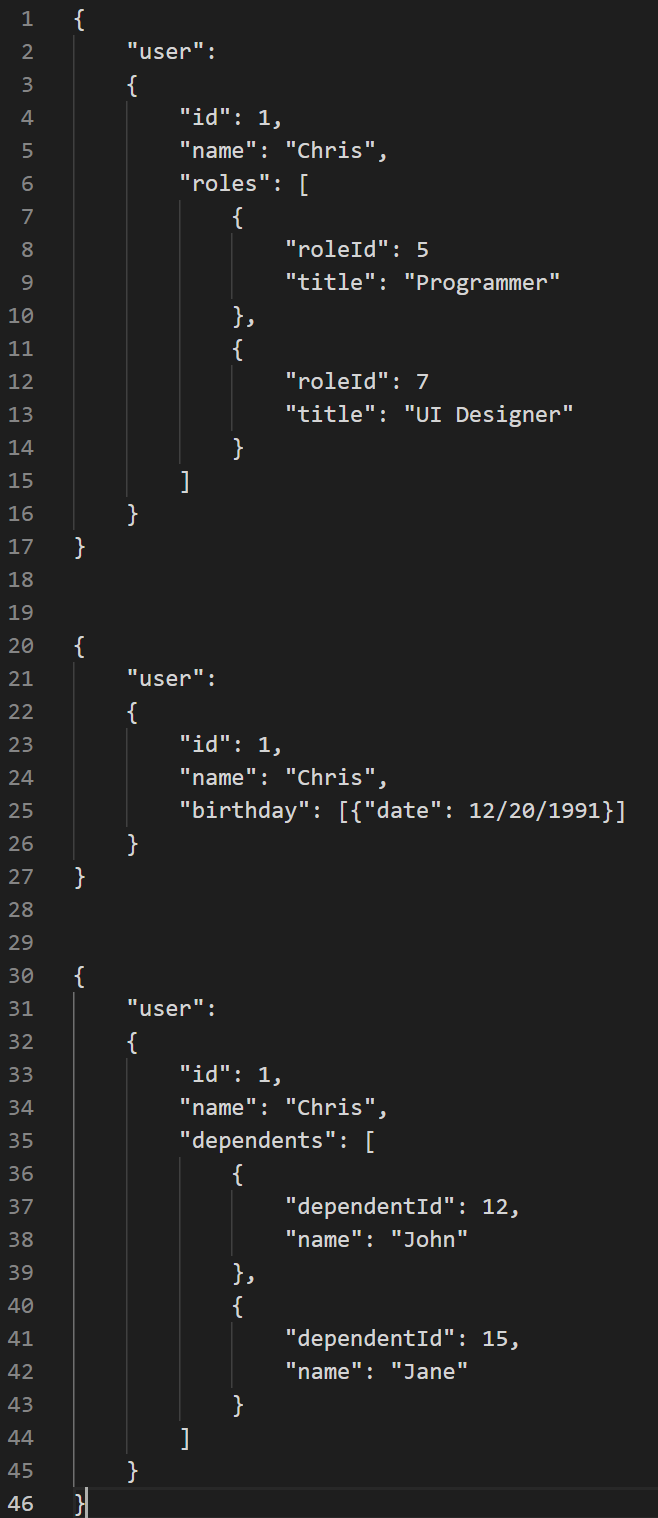 1 {
2     "user":
3     {
4         "id": 1,
5         "name": "Chris",
6         "roles": [
7             {
8                 "roleId": 5
9                 "title": "Programmer"
10             },
11             {
12                 "roleId": 7
13                 "title": "UI Designer"
14             }
15         ]
16     }
17 }
18
19
20 {
21     "user":
22     {
23         "id": 1,
24         "name": "Chris",
25         "birthday": [{"date": 12/20/1991}]
26     }
27 }
28
29
30 {
31     "user":
32     {
33         "id": 1,
34         "name": "Chris",
35         "dependents": [
36             {
37                 "dependentId": 12,
38                 "name": "John"
39             },
40             {
41                 "dependentId": 15,
42                 "name": "Jane"
43             }
44         ]
45     }
46 }